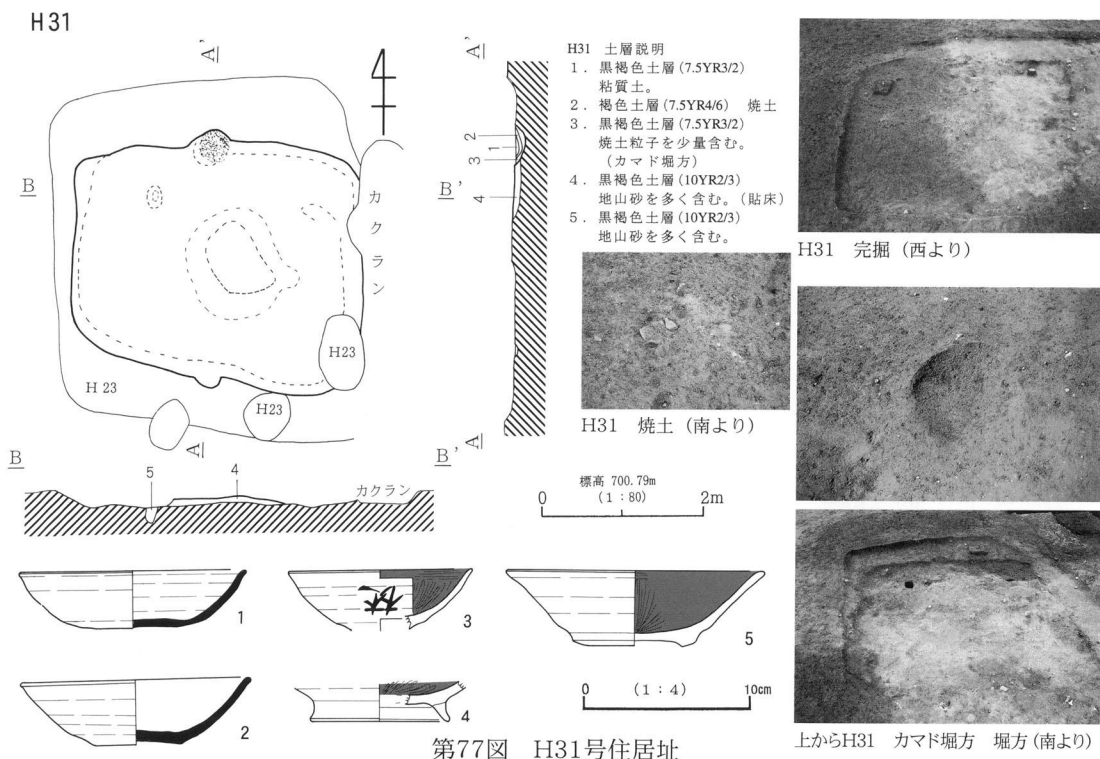 H31
A'
A'
H31 土層説明
1．黒褐色土層(7.5YR3/2)
粘質土。
2．褐色土層(7.5YR4/6) 焼土
3．黒褐色土層(7.5YR3/2)
焼土粒子を少量含む。
(カマド堀方)
4．黒褐色土層(10YR2/3)
地山砂を多く含む。(貼床)
5．黒褐色土層(10YR2/3)
地山砂を多く含む。
2
1
3
4
B
B'
カクラン
H23
H 23
H23
A
A
H31 完掘 (西より)
H31 焼土 (南より)
B
B'
5
4
カクラン
標高 700.79m
0 (1：80) 2m
1
3
5
2
4
0 (1：4) 10cm
上からH31 カマド堀方 堀方(南より)
第77図 H31号住居址